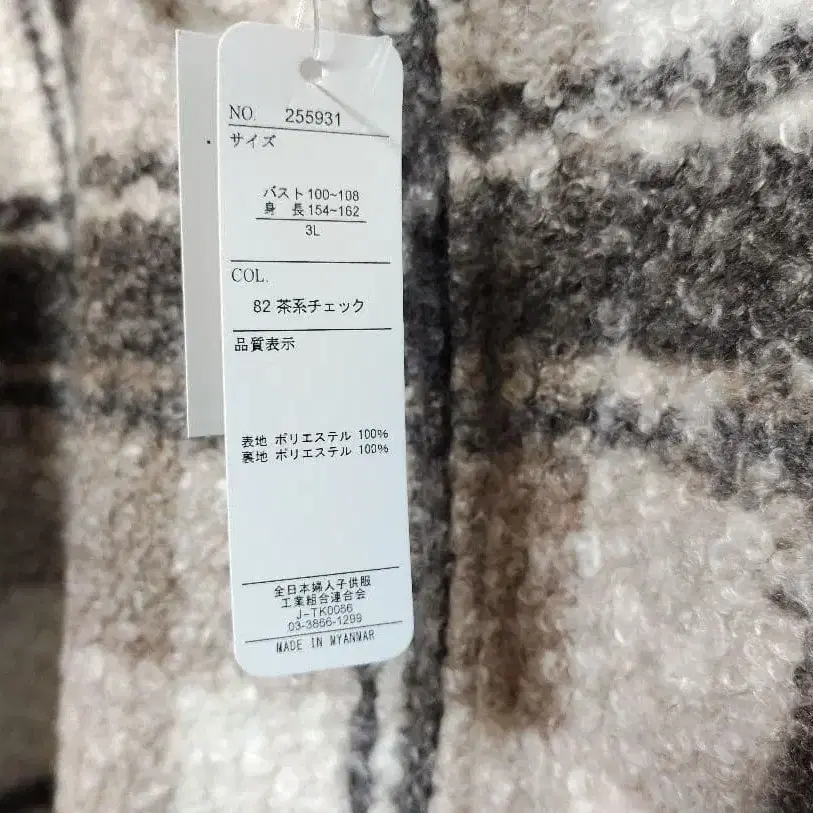 NO. 255931
サイズ
バスト100~108
身 長154~162
3L
COL.
82 茶系チェック
品質表示
表地 ポリエステル 100%
裏地 ポリエステル 100%
全日本婦人子供服
工業組合連合会
J-TK0086
03-3866-1299
MADE IN MYANMAR